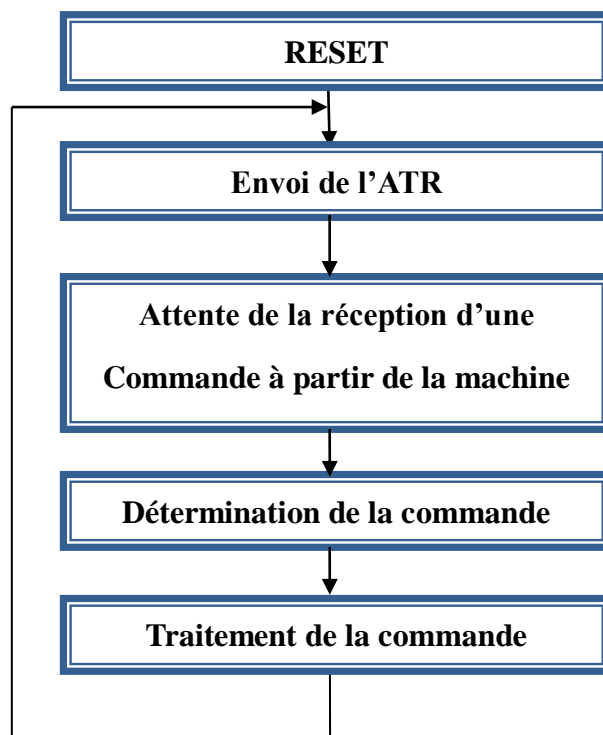 RESET
Envoi de l’ATR
Attente de la réception d’une
Commande à partir de la machine
Détermination de la commande
Traitement de la commande